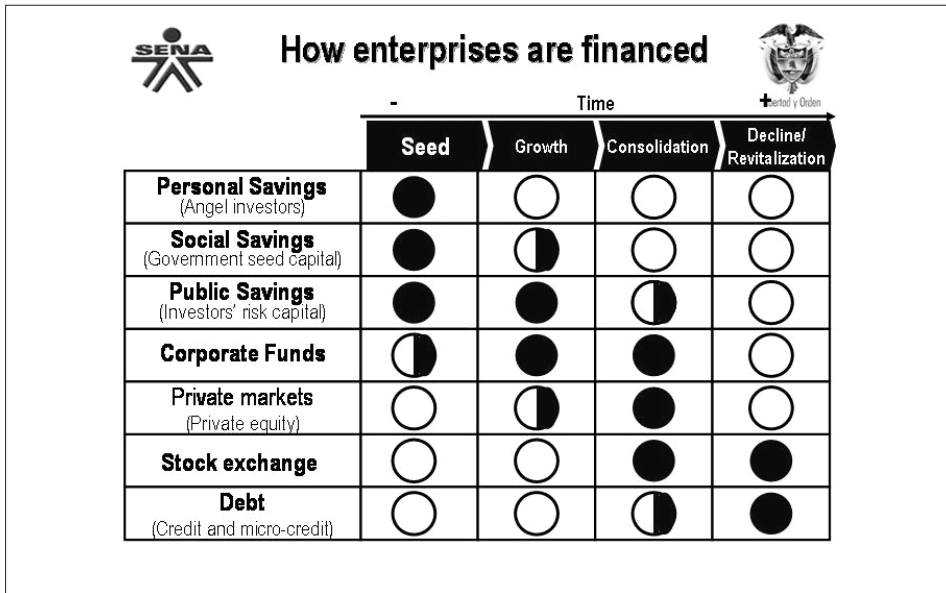 SENA
How enterprises are financed
Libertad y Orden
- Time +
Seed
Growth
Consolidation
Decline/
Revitalization
Personal Savings
(Angel investors)
Social Savings
(Government seed capital)
Public Savings
(Investors' risk capital)
Corporate Funds
Private markets
(Private equity)
Stock exchange
Debt
(Credit and micro-credit)